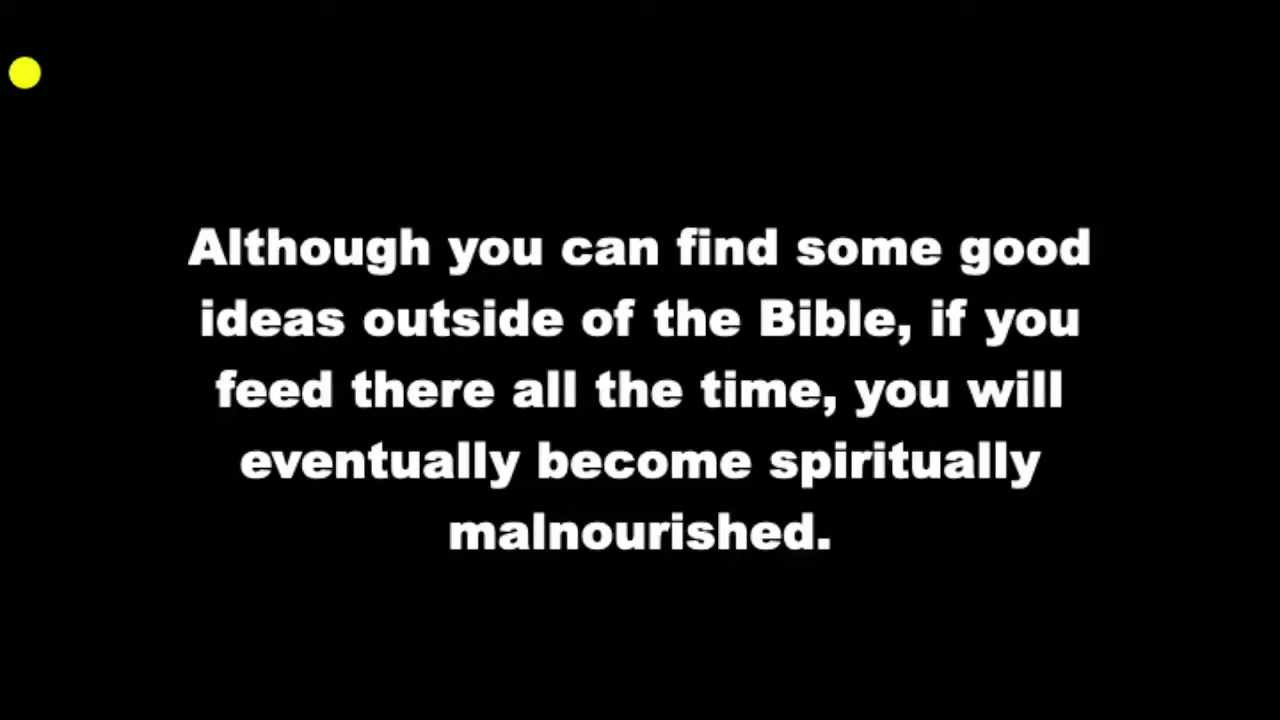 Although you can find some good
ideas outside of the Bible, if you
feed there all the time, you will
eventually become spiritually
malnourished.